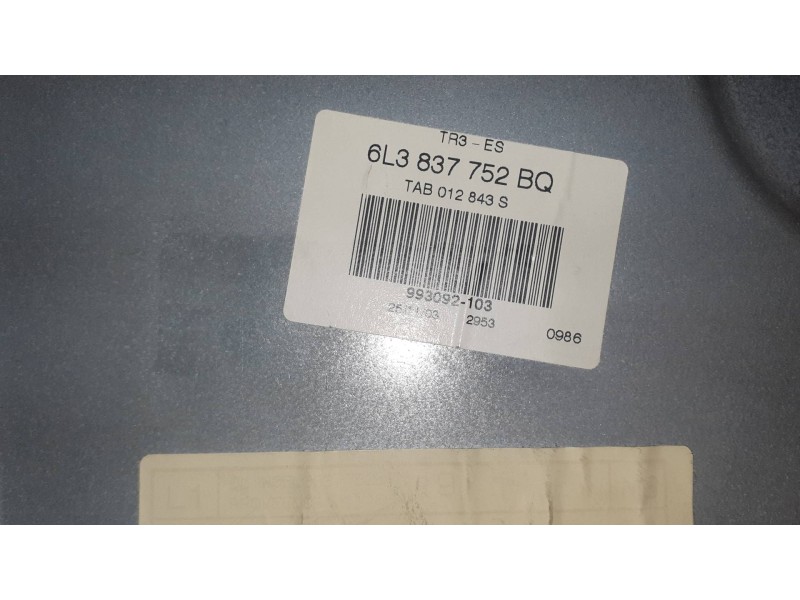 TR3 - ES
6L3 837 752 BQ
TAB 012 843 S
993092-103
2953 0986